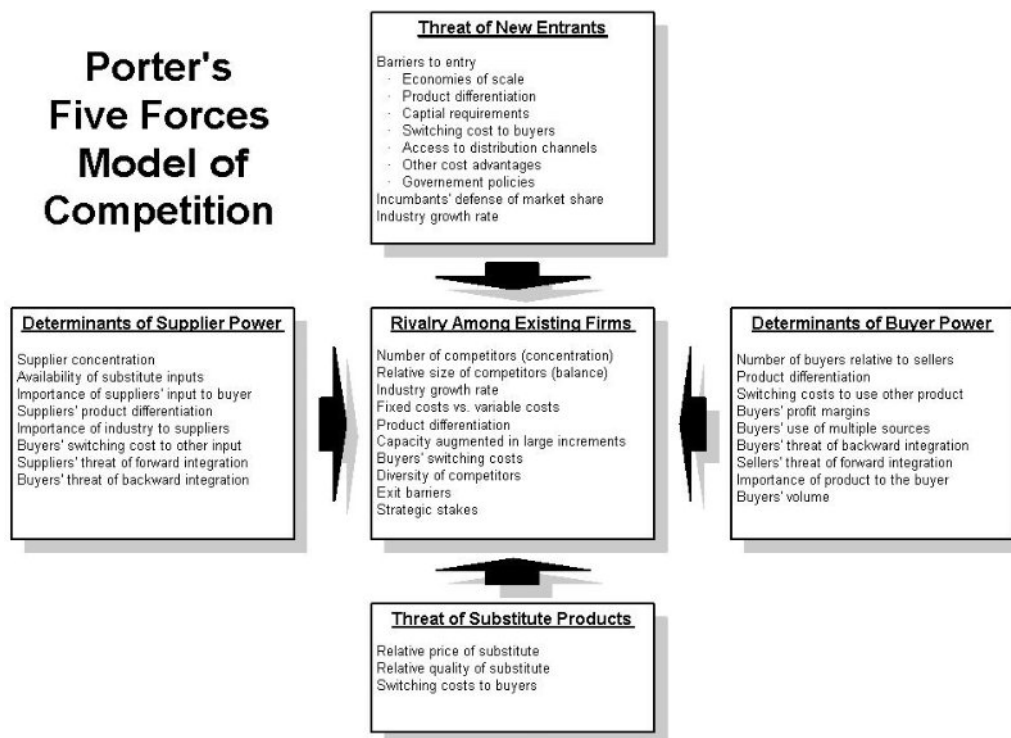 Porter's
Five Forces
Model of
Competition
Threat of New Entrants
Barriers to entry
· Economies of scale
· Product differentiation
· Captial requirements
· Switching cost to buyers
· Access to distribution channels
· Other cost advantages
· Governement policies
Incumbants' defense of market share
Industry growth rate
Determinants of Supplier Power
Supplier concentration
Availability of substitute inputs
Importance of suppliers' input to buyer
Suppliers' product differentiation
Importance of industry to suppliers
Buyers' switching cost to other input
Suppliers' threat of forward integration
Buyers' threat of backward integration
Rivalry Among Existing Firms
Number of competitors (concentration)
Relative size of competitors (balance)
Industry growth rate
Fixed costs vs. variable costs
Product differentiation
Capacity augmented in large increments
Buyers' switching costs
Diversity of competitors
Exit barriers
Strategic stakes
Determinants of Buyer Power
Number of buyers relative to sellers
Product differentiation
Switching costs to use other product
Buyers' profit margins
Buyers' use of multiple sources
Buyers' threat of backward integration
Sellers' threat of forward integration
Importance of product to the buyer
Buyers' volume
Threat of Substitute Products
Relative price of substitute
Relative quality of substitute
Switching costs to buyers